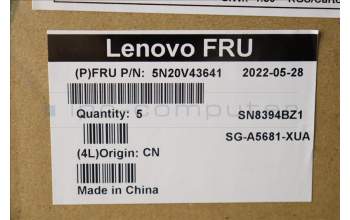 Lenovo FRU
(P)FRU P/N: 5N20V43641 2022-05-28
Quantity: 5 SN8394BZ1
SG-A5681-XUA
(4L)Origin: CN
Made in China